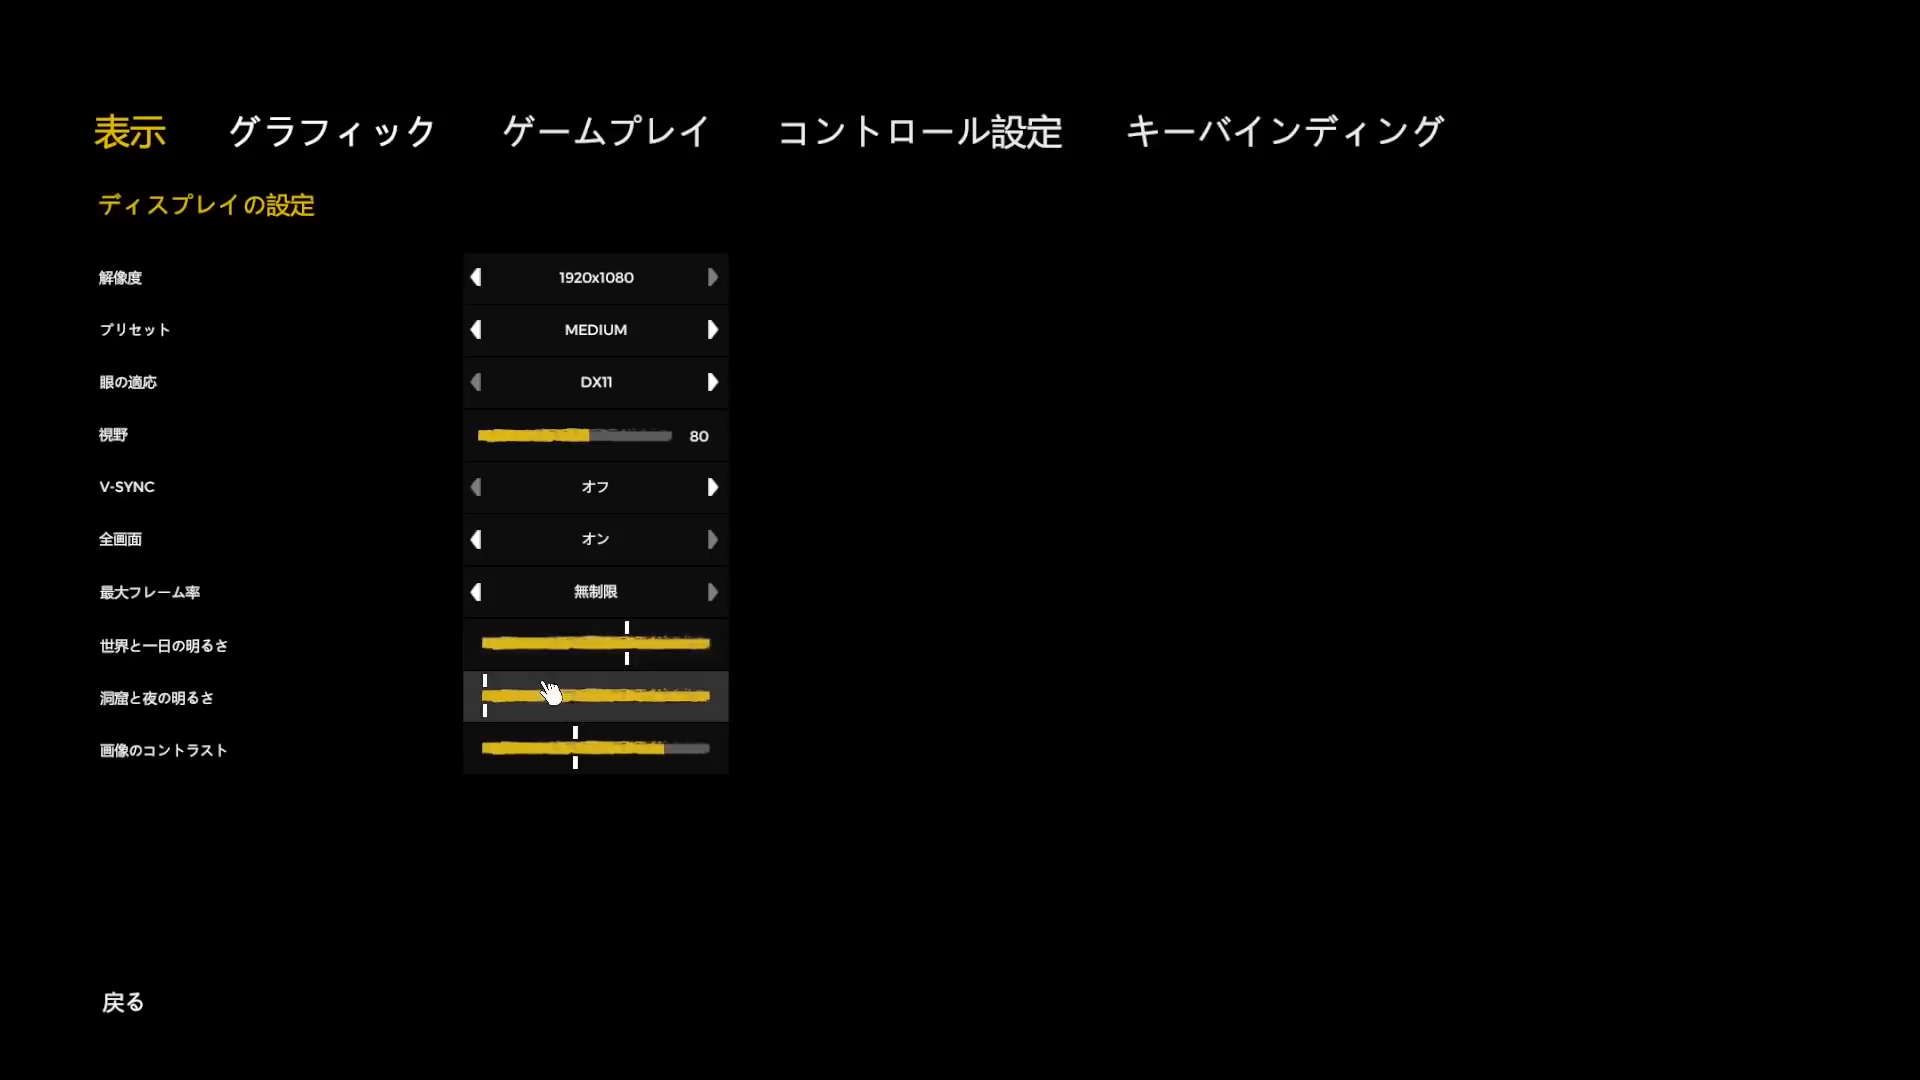 表示 グラフィック ゲームプレイ コントロール設定 キーバインディング
ディスプレイの設定
解像度 1920x1080
プリセット MEDIUM
眼の適応 DX11
視野 80
V-SYNC オフ
全画面 オン
最大フレーム率 無制限
世界と一日の明るさ
洞窟と夜の明るさ
画像のコントラスト
戻る